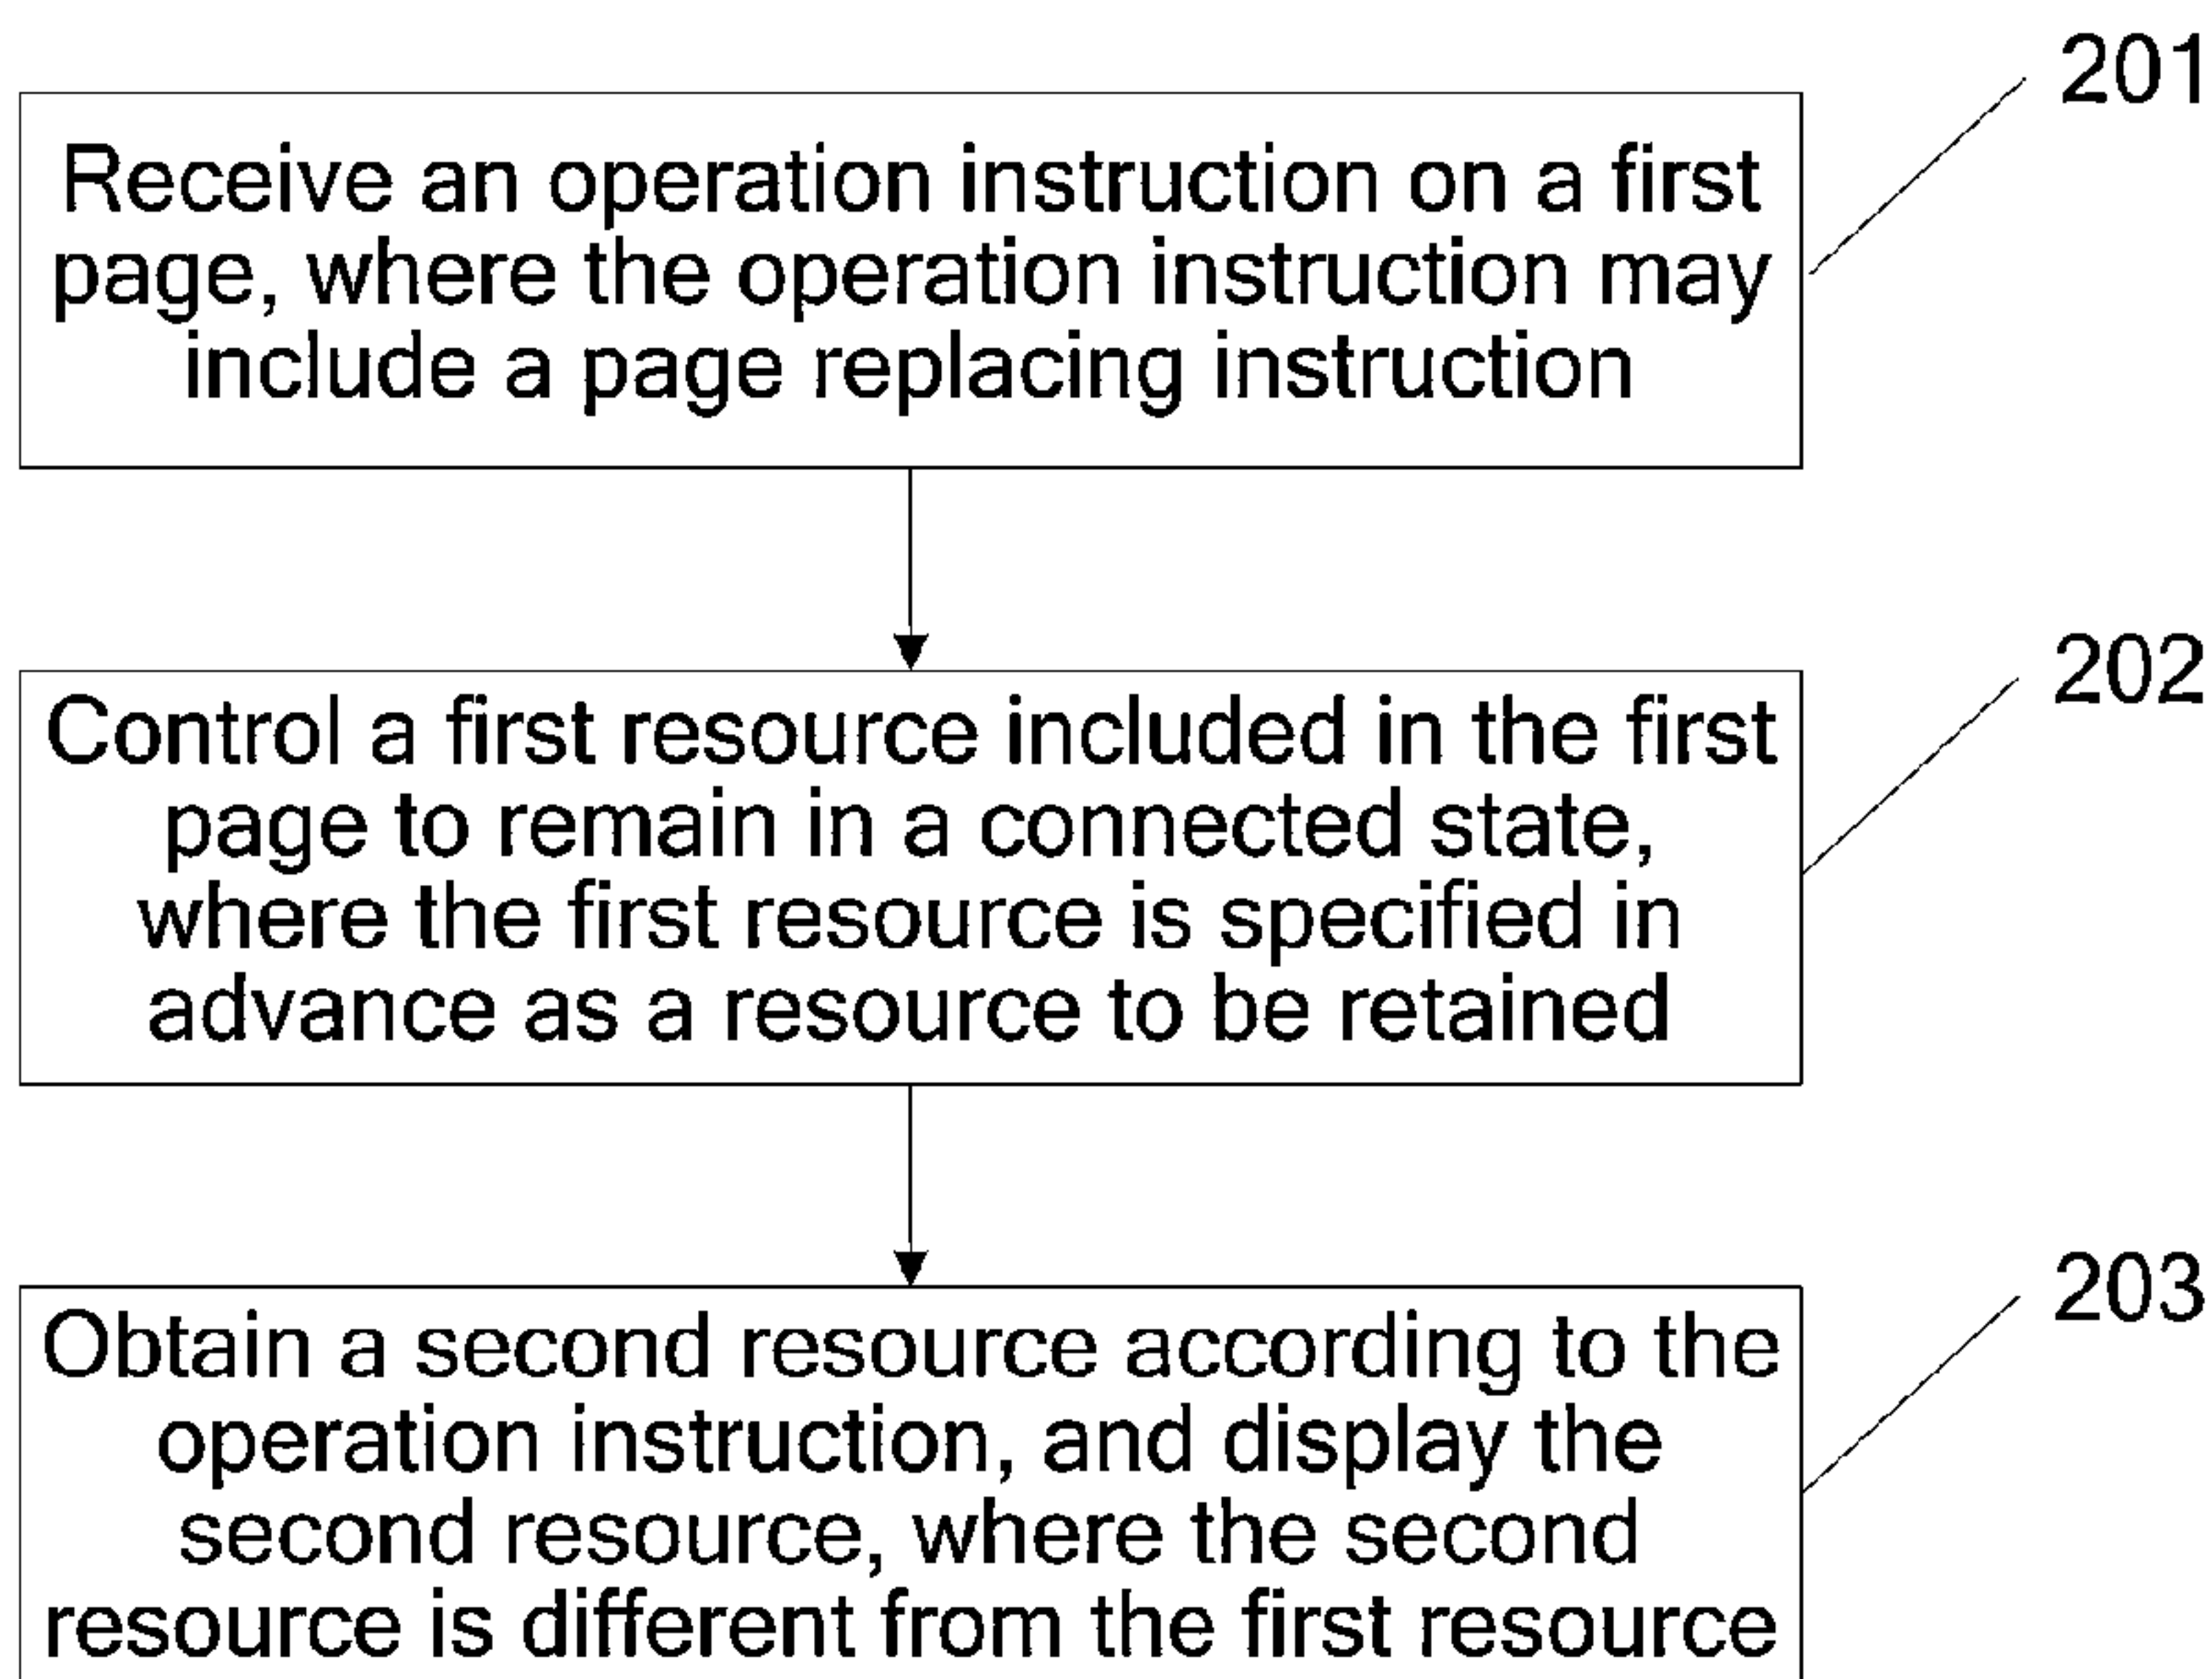 201
Receive an operation instruction on a first
page, where the operation instruction may
include a page replacing instruction
202
Control a first resource included in the first
page to remain in a connected state,
where the first resource is specified in
advance as a resource to be retained
203
Obtain a second resource according to the
operation instruction, and display the
second resource, where the second
resource is different from the first resource